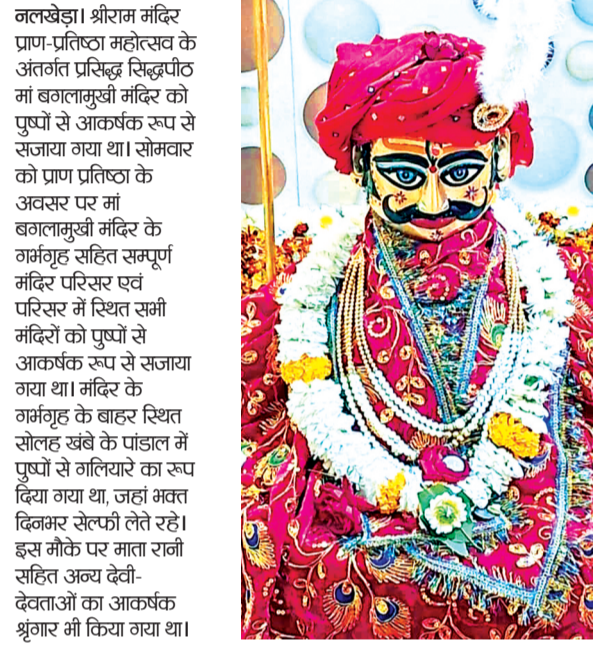 नलखेड़ा। श्रीराम मंदिर
प्राण-प्रतिष्ठा महोत्सव के
अंतर्गत प्रसिद्ध सिद्धपीठ
मां बगलामुखी मंदिर को
पुष्पों से आकर्षक रूप से
सजाया गया था। सोमवार
को प्राण प्रतिष्ठा के
अवसर पर मां
बगलामुखी मंदिर के
गर्भगृह सहित सम्पूर्ण
मंदिर परिसर एवं
परिसर में स्थित सभी
मंदिरों को पुष्पों से
आकर्षक रूप से सजाया
गया था। मंदिर के
गर्भगृह के बाहर स्थित
सोलह खंबे के पांडाल में
पुष्पों से गलियारे का रूप
दिया गया था, जहां भक्त
दिनभर सेल्फी लेते रहे।
इस मौके पर माता रानी
सहित अन्य देवी-
देवताओं का आकर्षक
श्रृंगार भी किया गया था।